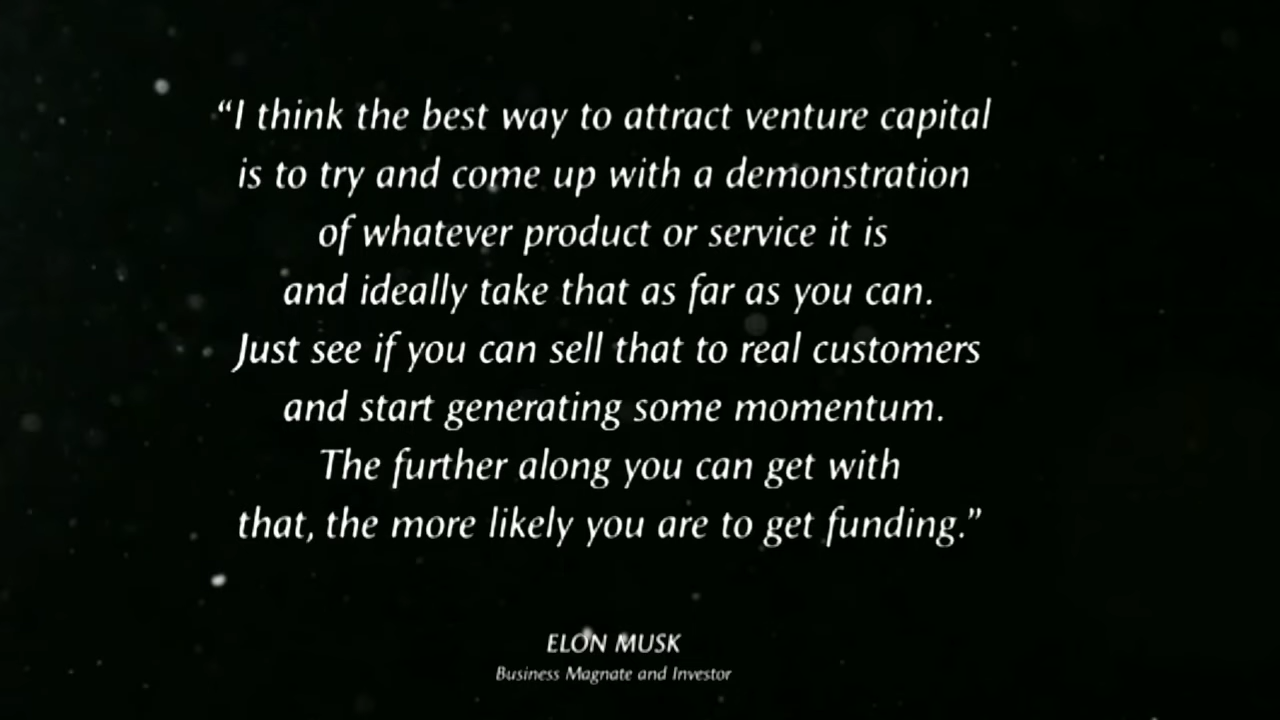 “I think the best way to attract venture capital
is to try and come up with a demonstration
of whatever product or service it is
and ideally take that as far as you can.
Just see if you can sell that to real customers
and start generating some momentum.
The further along you can get with
that, the more likely you are to get funding.”
ELON MUSK
Business Magnate and Investor